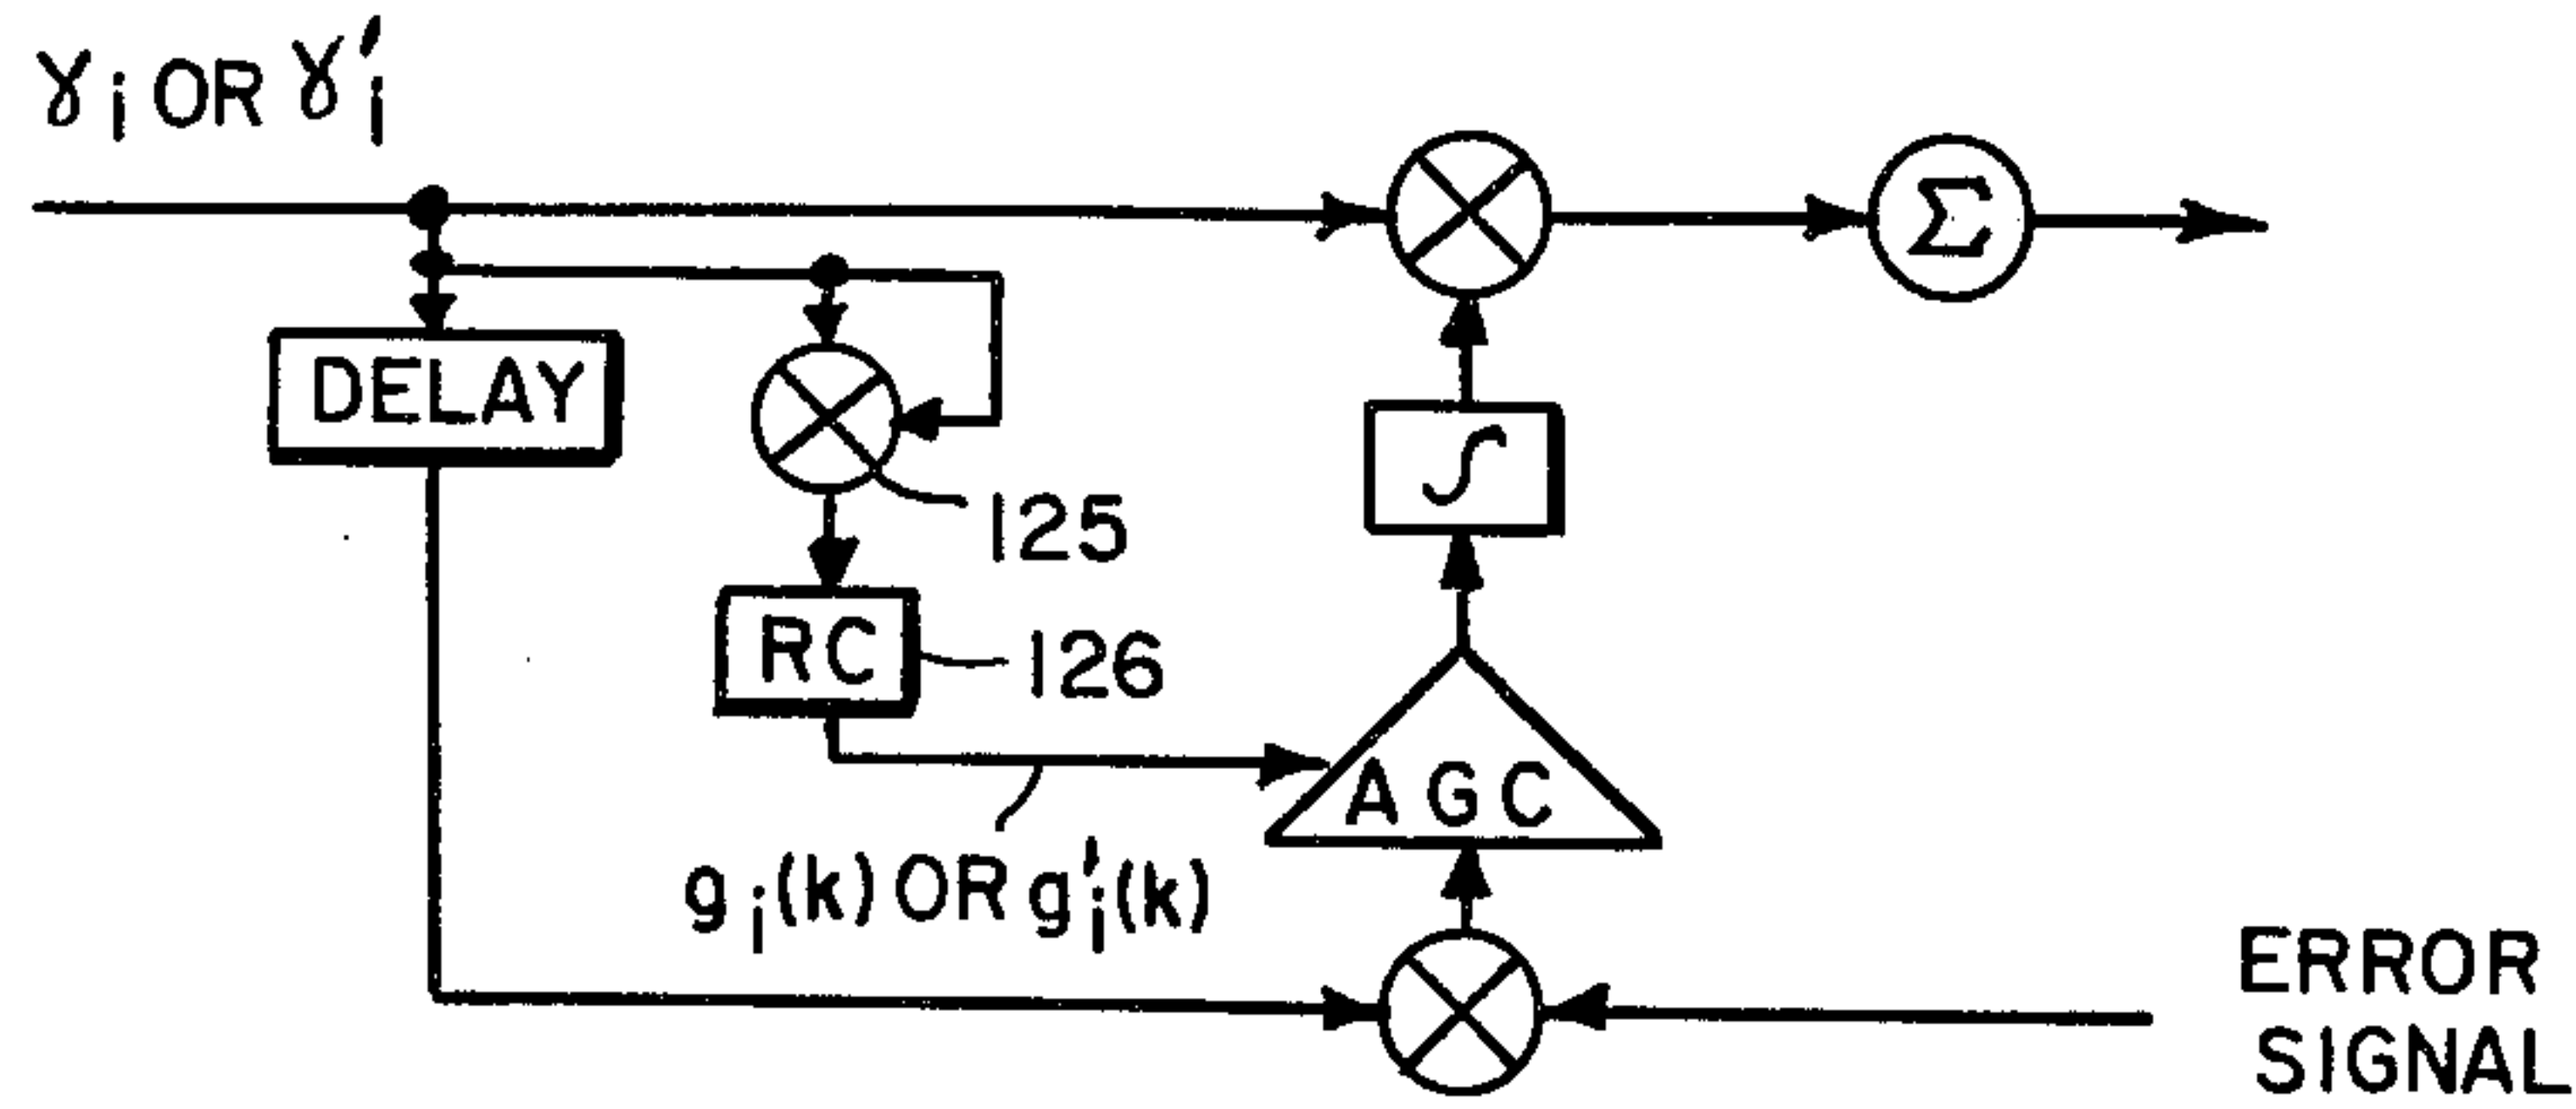 γi OR γ'i
Σ
DELAY
∫
125
RC
126
AGC
gi(k) OR g'i(k)
ERROR
SIGNAL